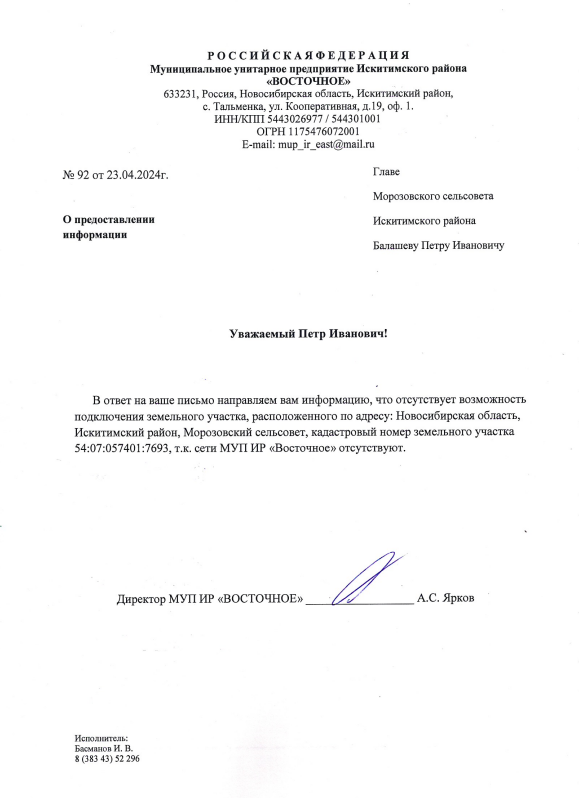 Р О С С И Й С К А Я Ф Е Д Е Р А Ц И Я
Муниципальное унитарное предприятие Искитимского района
«ВОСТОЧНОЕ»
633231, Россия, Новосибирская область, Искитимский район,
с. Тальменка, ул. Кооперативная, д.19, оф. 1.
ИНН/КПП 5443026977 / 544301001
ОГРН 1175476072001
E-mail: mup_ir_east@mail.ru
№ 92 от 23.04.2024г.
О предоставлении
информации
Главе
Морозовского сельсовета
Искитимского района
Балашеву Петру Ивановичу
Уважаемый Петр Иванович!
В ответ на ваше письмо направляем вам информацию, что отсутствует возможность
подключения земельного участка, расположенного по адресу: Новосибирская область,
Искитимский район, Морозовский сельсовет, кадастровый номер земельного участка
54:07:057401:7693, т.к. сети МУП ИР «Восточное» отсутствуют.
Директор МУП ИР «ВОСТОЧНОЕ» __________________ А.С. Ярков
Исполнитель:
Басманов И. В.
8 (383 43) 52 296